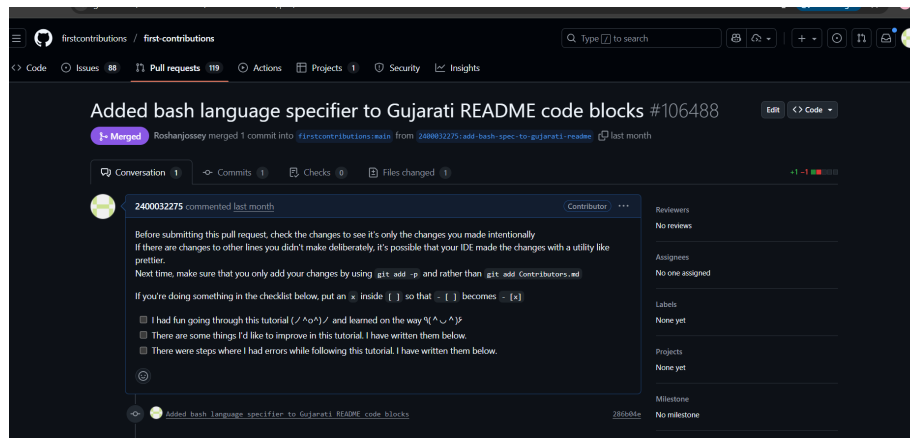 firstcontributions / first-contributions
Type / to search
Code
Issues 88
Pull requests 119
Actions
Projects 1
Security
Insights
Added bash language specifier to Gujarati README code blocks #106488
Edit
Code
Merged
Roshanjossey merged 1 commit into firstcontributions:main from 2400032275:add-bash-spec-to-gujarati-readme last month
Conversation 1
Commits 1
Checks 0
Files changed 1
+1 −1
2400032275 commented last month
Contributor
Before submitting this pull request, check the changes to see it's only the changes you made intentionally
If there are changes to other lines you didn't make deliberately, it's possible that your IDE made the changes with a utility like
prettier.
Next time, make sure that you only add your changes by using git add -p and rather than git add Contributors.md
If you're doing something in the checklist below, put an x inside [ ] so that - [ ] becomes - [x]
I had fun going through this tutorial (ノ^o^)ノ and learned on the way ٩(^ᴗ^)۶
There are some things I'd like to improve in this tutorial. I have written them below.
There were steps where I had errors while following this tutorial. I have written them below.
Added bash language specifier to Gujarati README code blocks
286b04e
Reviewers
No reviews
Assignees
No one assigned
Labels
None yet
Projects
None yet
Milestone
No milestone